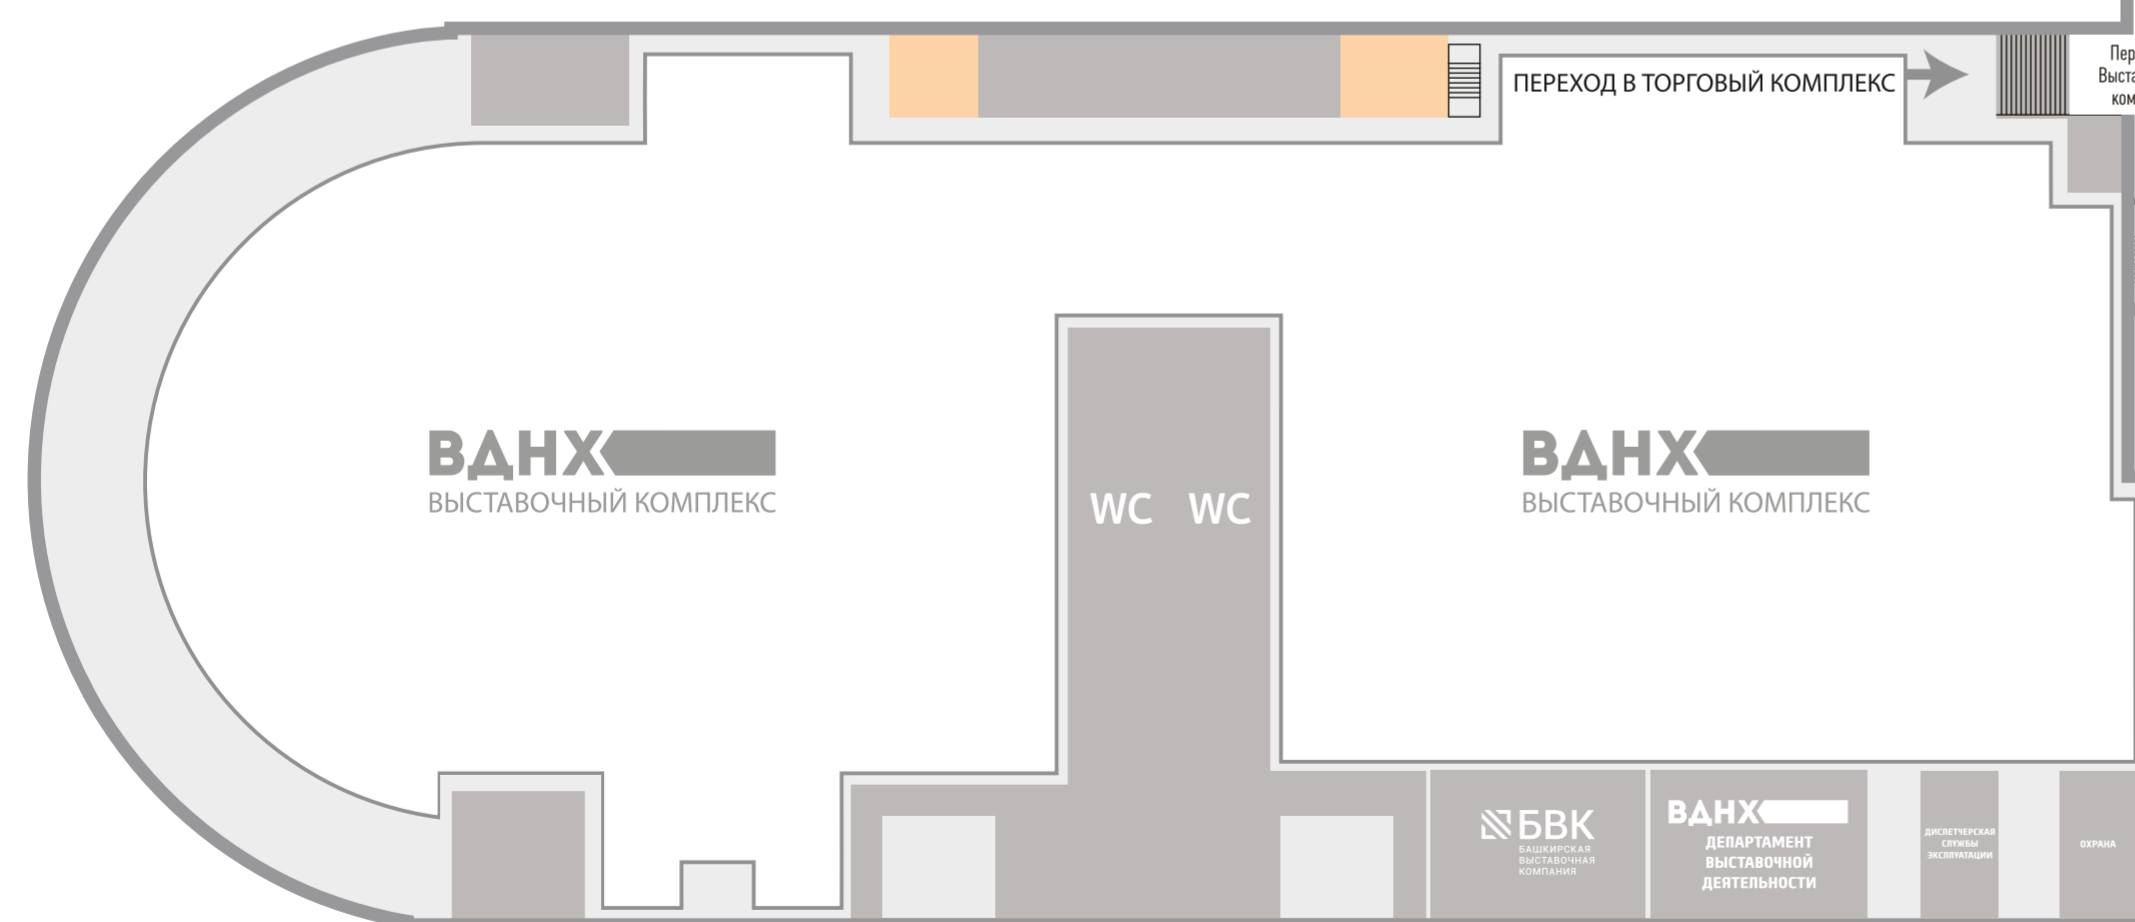 ПЕРЕХОД В ТОРГОВЫЙ КОМПЛЕКС
ВДНХ
ВЫСТАВОЧНЫЙ КОМПЛЕКС
WC WC
ВДНХ
ВЫСТАВОЧНЫЙ КОМПЛЕКС
БВК
БАШКИРСКАЯ
ВЫСТАВОЧНАЯ
КОМПАНИЯ
ВДНХ
ДЕПАРТАМЕНТ
ВЫСТАВОЧНОЙ
ДЕЯТЕЛЬНОСТИ
ДИСПЕТЧЕРСКАЯ
СЛУЖБЫ
ЭКСПЛУАТАЦИИ
ОХРАНА